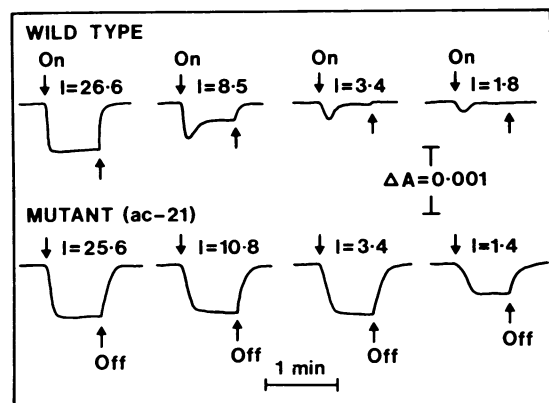 WILD TYPE
On On On On
I=26·6 I=8·5 I=3·4 I=1·8
ΔA=0·001
MUTANT (ac-21)
I=25·6 I=10·8 I=3·4 I=1·4
Off Off Off Off
1 min